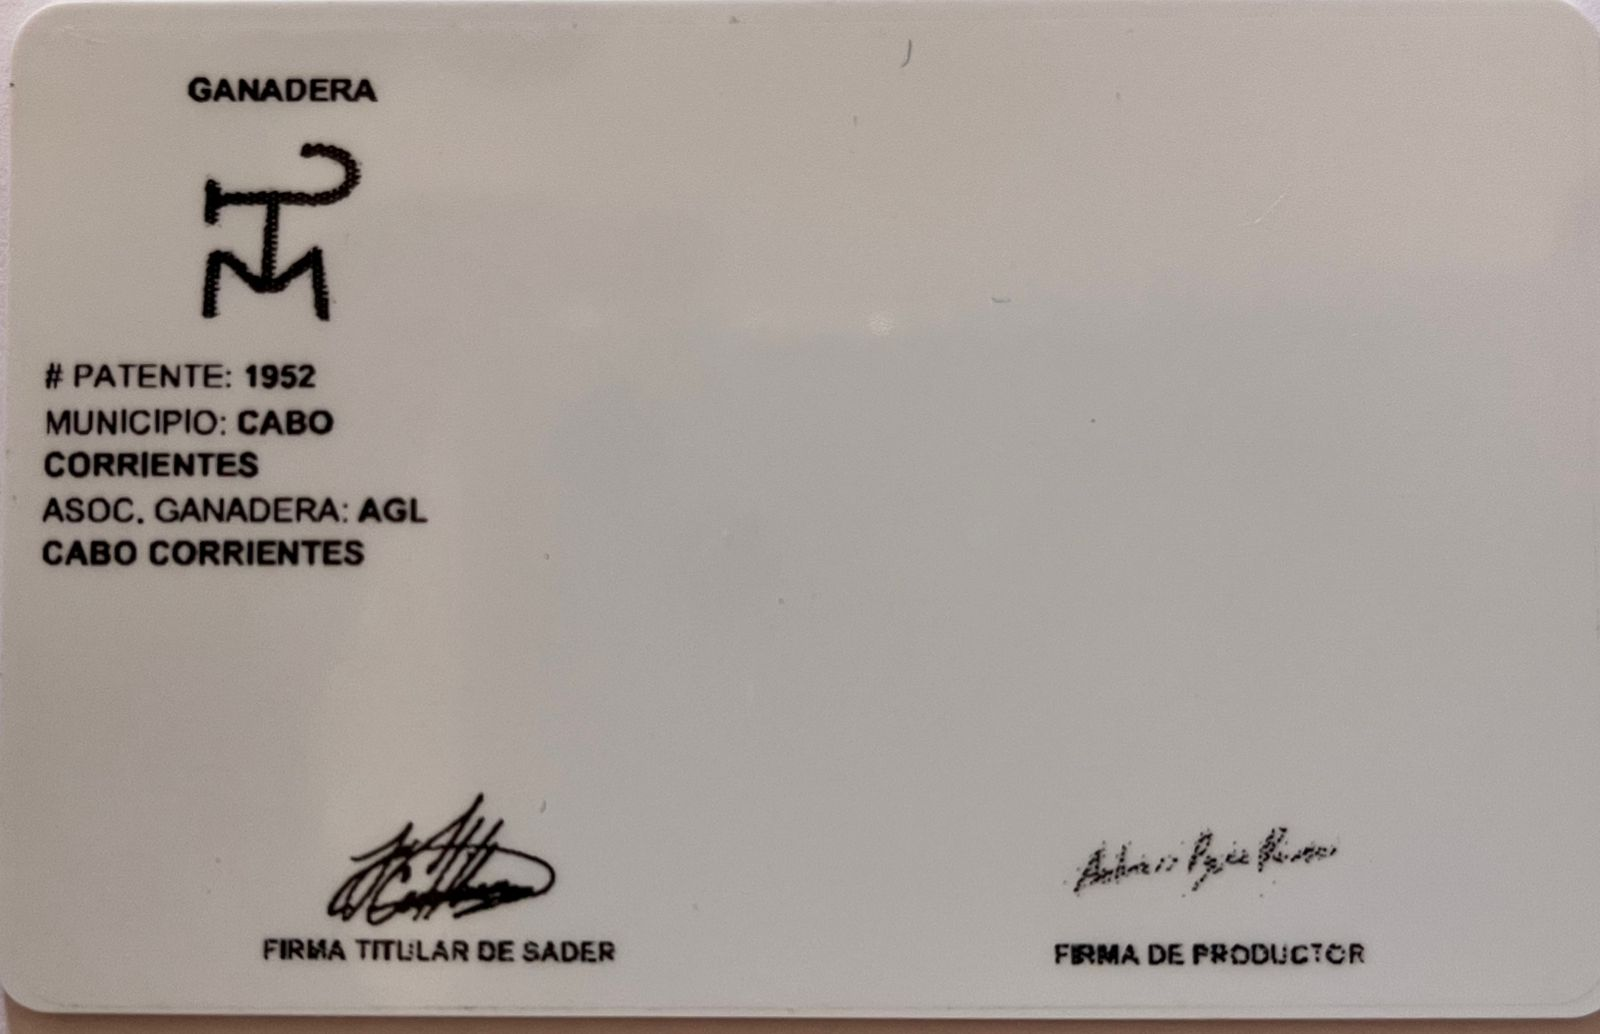 GANADERA
# PATENTE: 1952
MUNICIPIO: CABO
CORRIENTES
ASOC. GANADERA: AGL
CABO CORRIENTES
FIRMA TITULAR DE SADER
FIRMA DE PRODUCTOR